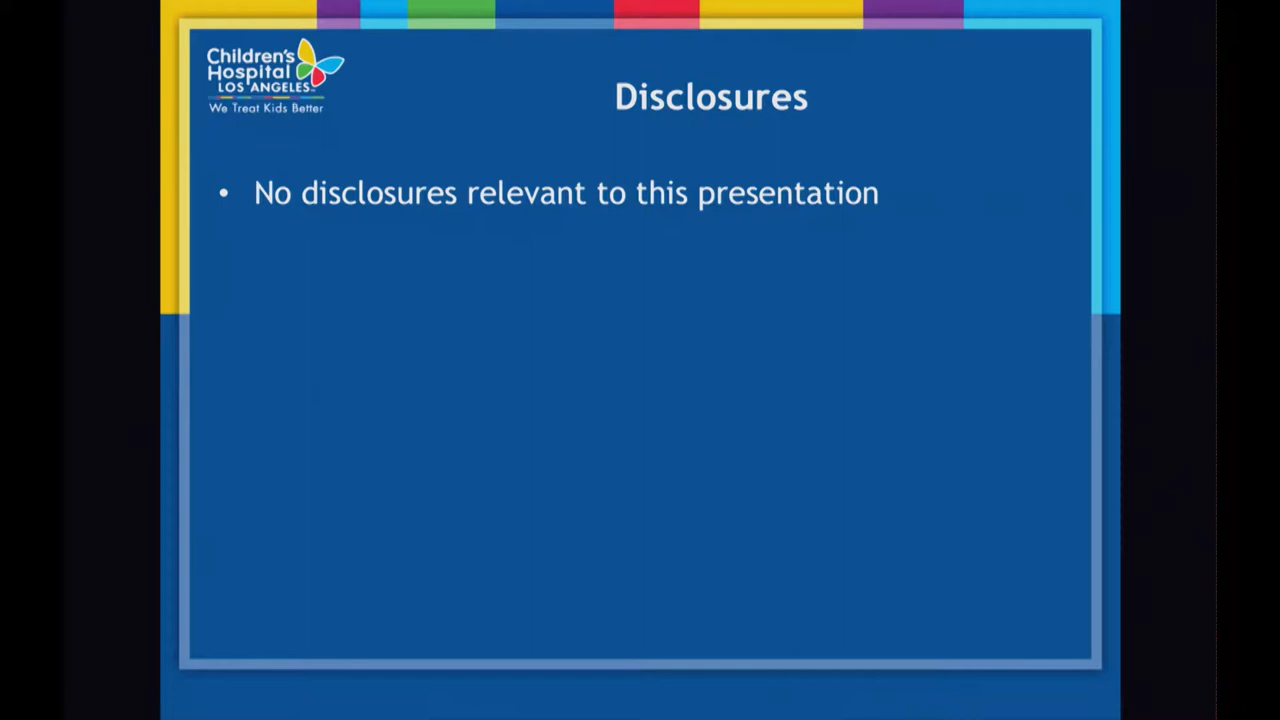 Children's
Hospital
LOS ANGELES
We Treat Kids Better
Disclosures
• No disclosures relevant to this presentation